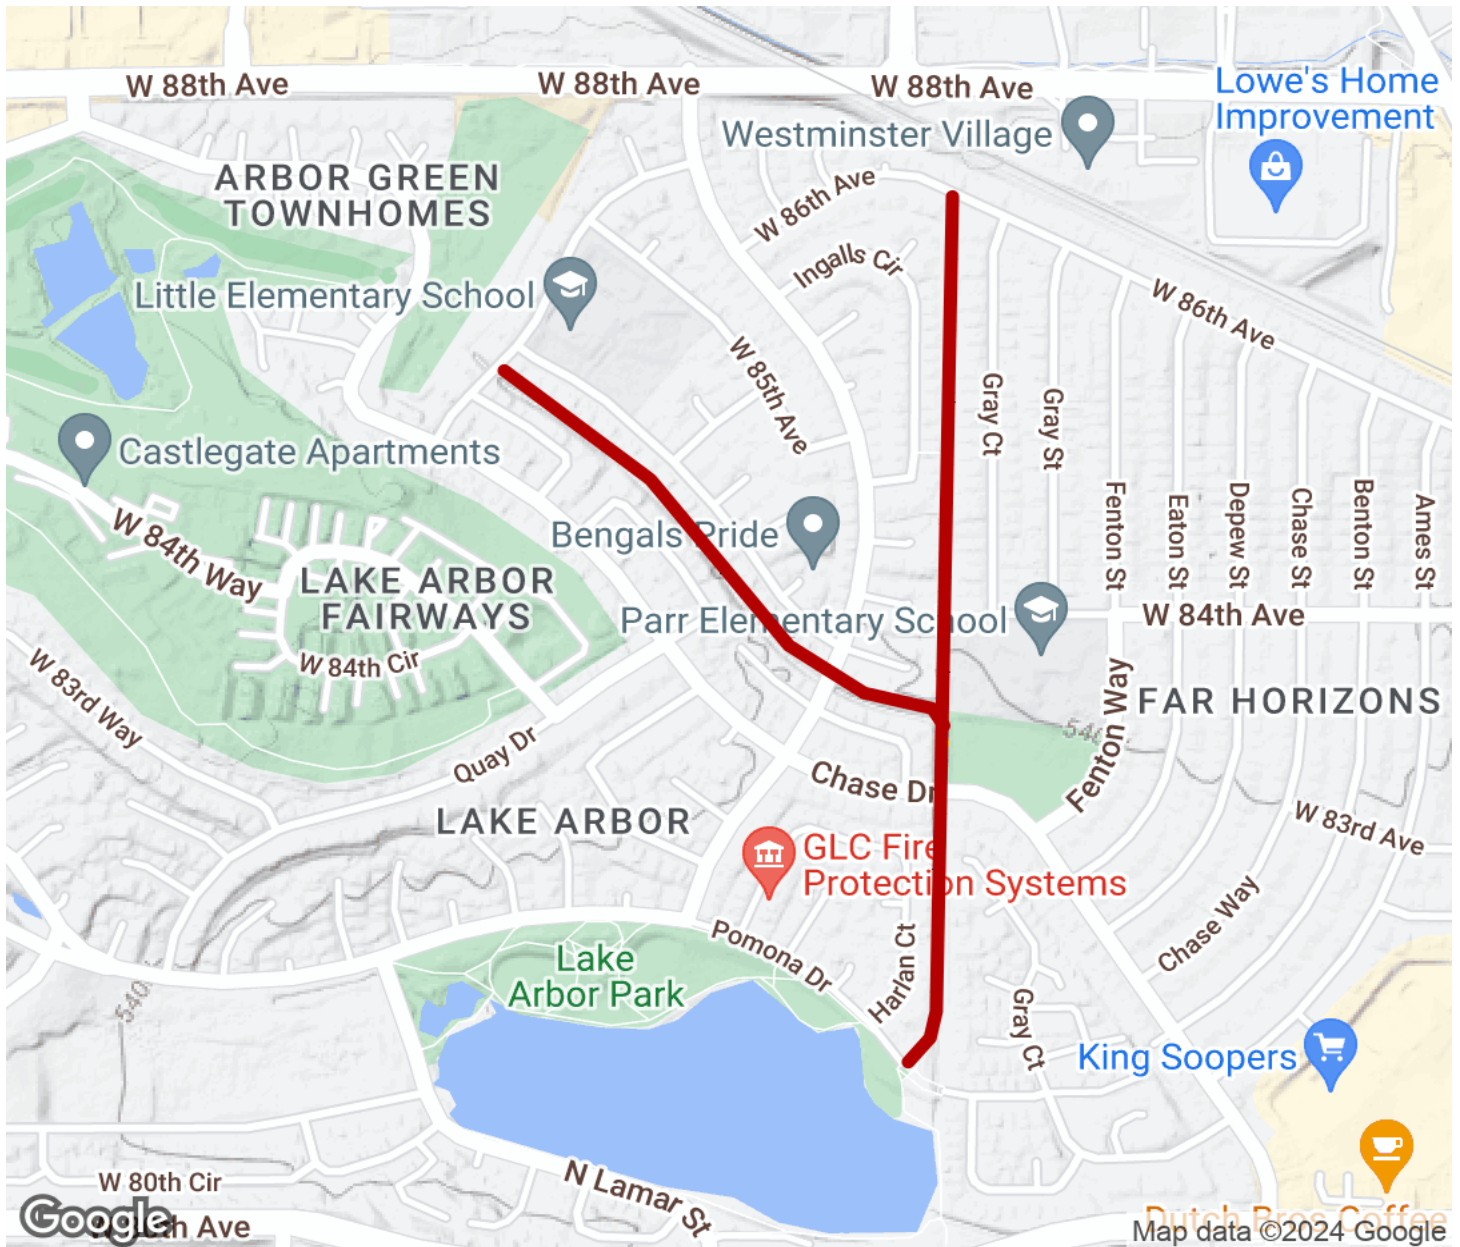 W 88th Ave
W 88th Ave
W 88th Ave
Lowe's Home
Improvement
Westminster Village
ARBOR GREEN
TOWNHOMES
W 86th Ave
Ingalls Cir
Little Elementary School
W 86th Ave
W 85th Ave
Gray Ct
Gray St
Castlegate Apartments
Fenton St
Eaton St
Depew St
Chase St
Benton St
Ames St
W 84th Way
Bengals Pride
LAKE ARBOR
FAIRWAYS
Parr Elementary School
W 84th Ave
W 84th Cir
W 83rd Way
FAR HORIZONS
Fenton Way
540
Quay Dr
Chase Dr
LAKE ARBOR
W 83rd Ave
GLC Fire
Protection Systems
Chase Way
Pomona Dr
Harlan Ct
Lake
Arbor Park
540
Gray Ct
King Soopers
N Lamar St
W 80th Cir
Google
Dutch Bros Coffee
Map data ©2024 Google